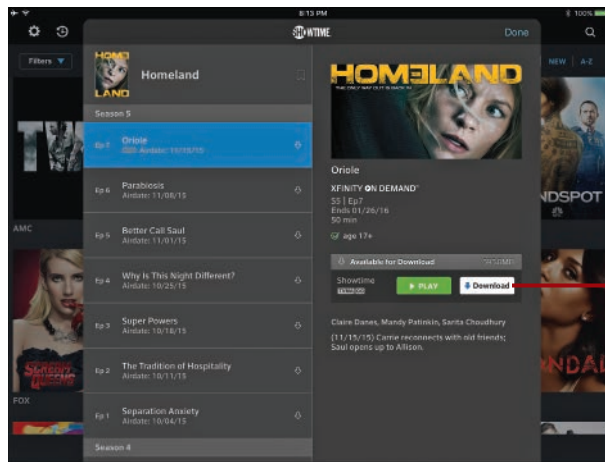 8:13 PM
100%
SHOWTIME
Done
Filters
NEW | A-Z
HOMELAND
Homeland
HOMELAND
Season 5
Ep 7 Oriole
Airdate: 11/15/15
Ep 6 Parabiosis
Airdate: 11/08/15
Ep 5 Better Call Saul
Airdate: 11/01/15
Ep 4 Why Is This Night Different?
Airdate: 10/25/15
Ep 3 Super Powers
Airdate: 10/18/15
Ep 2 The Tradition of Hospitality
Airdate: 10/11/15
Ep 1 Separation Anxiety
Airdate: 10/04/15
Season 4
Oriole
XFINITY ON DEMAND
S5 | Ep7
Ends 01/26/16
50 min
age 17+
Available for Download
Showtime
PLAY
Download
Claire Danes, Mandy Patinkin, Sarita Choudhury
(11/15/15) Carrie reconnects with old friends;
Saul opens up to Allison.
TW
AMC
SCREAM QUEENS
FOX
NDSPOT
NDAL